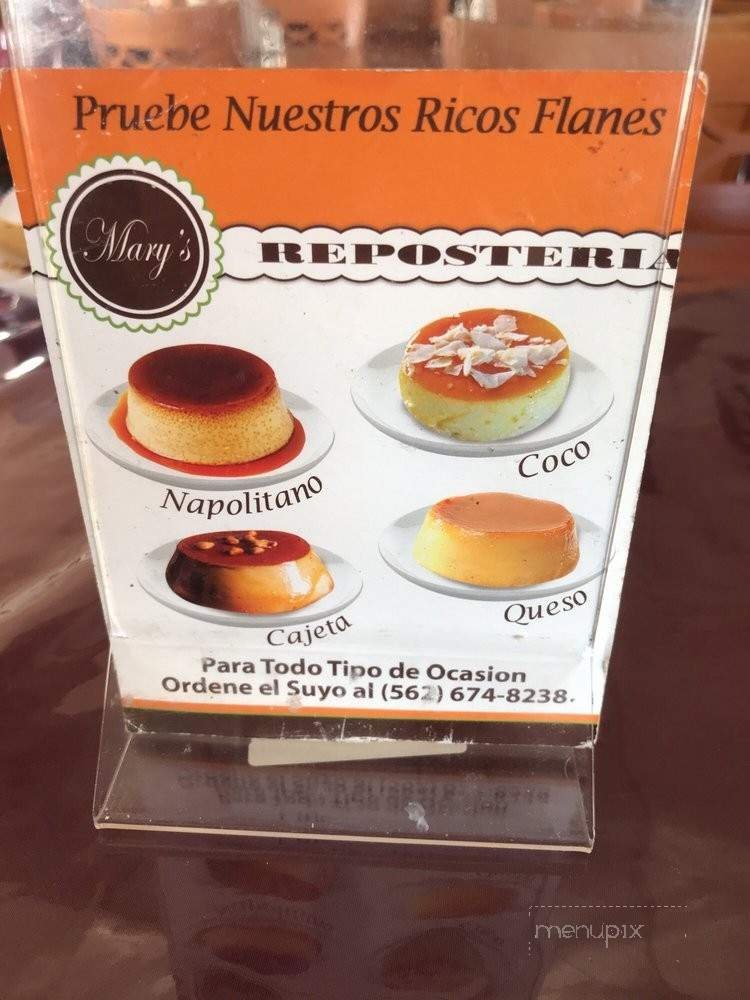 Pruebe Nuestros Ricos Flanes
Mary's
REPOSTERIA
Napolitano
Coco
Cajeta
Queso
Para Todo Tipo de Ocasion
Ordene el Suyo al (562) 674-8238.
menupix